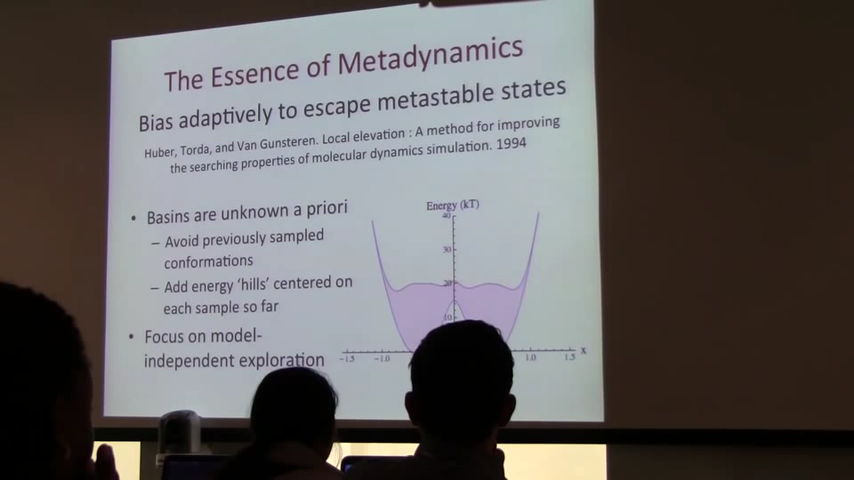 The Essence of Metadynamics
Bias adaptively to escape metastable states
Huber, Torda, and Van Gunsteren. Local elevation : A method for improving
the searching properties of molecular dynamics simulation. 1994
• Basins are unknown a priori
– Avoid previously sampled
conformations
– Add energy ‘hills’ centered on
each sample so far
• Focus on model-
independent exploration
Energy (kT)
40
30
20
10
−1.5 −1.0 1.0 1.5 x